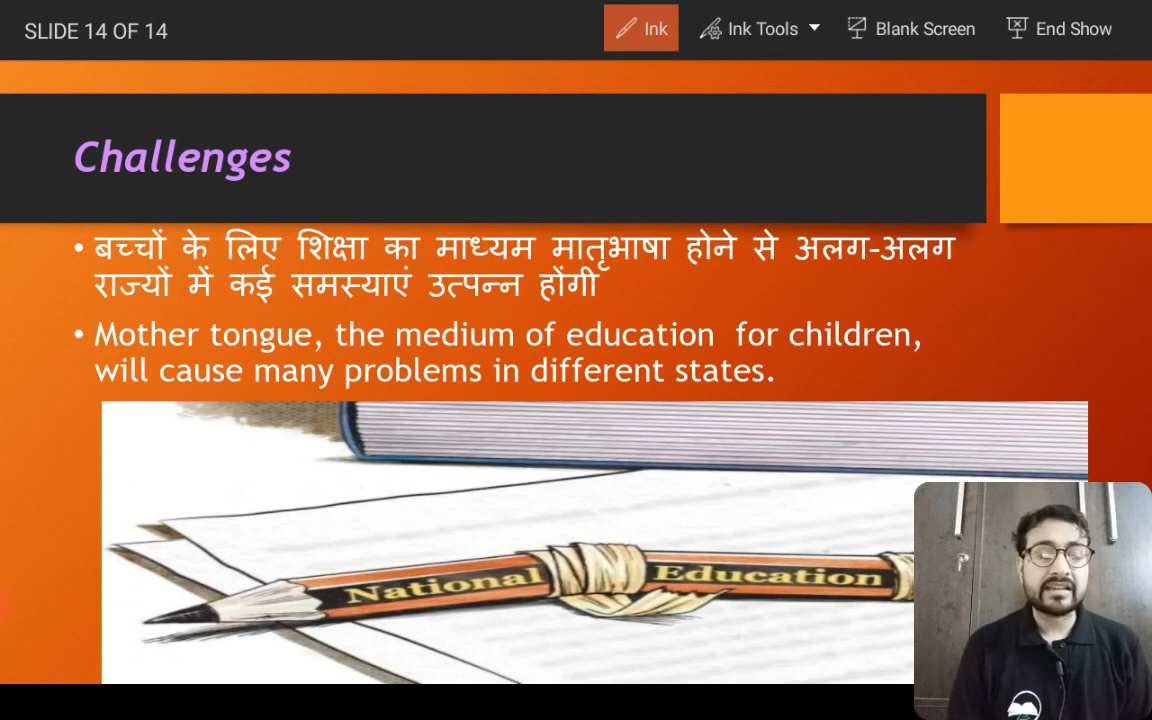 SLIDE 14 OF 14
Ink
Ink Tools
Blank Screen
End Show
Challenges
• बच्चों के लिए शिक्षा का माध्यम मातृभाषा होने से अलग-अलग
राज्यों में कई समस्याएं उत्पन्न होंगी
• Mother tongue, the medium of education for children,
will cause many problems in different states.
National Education